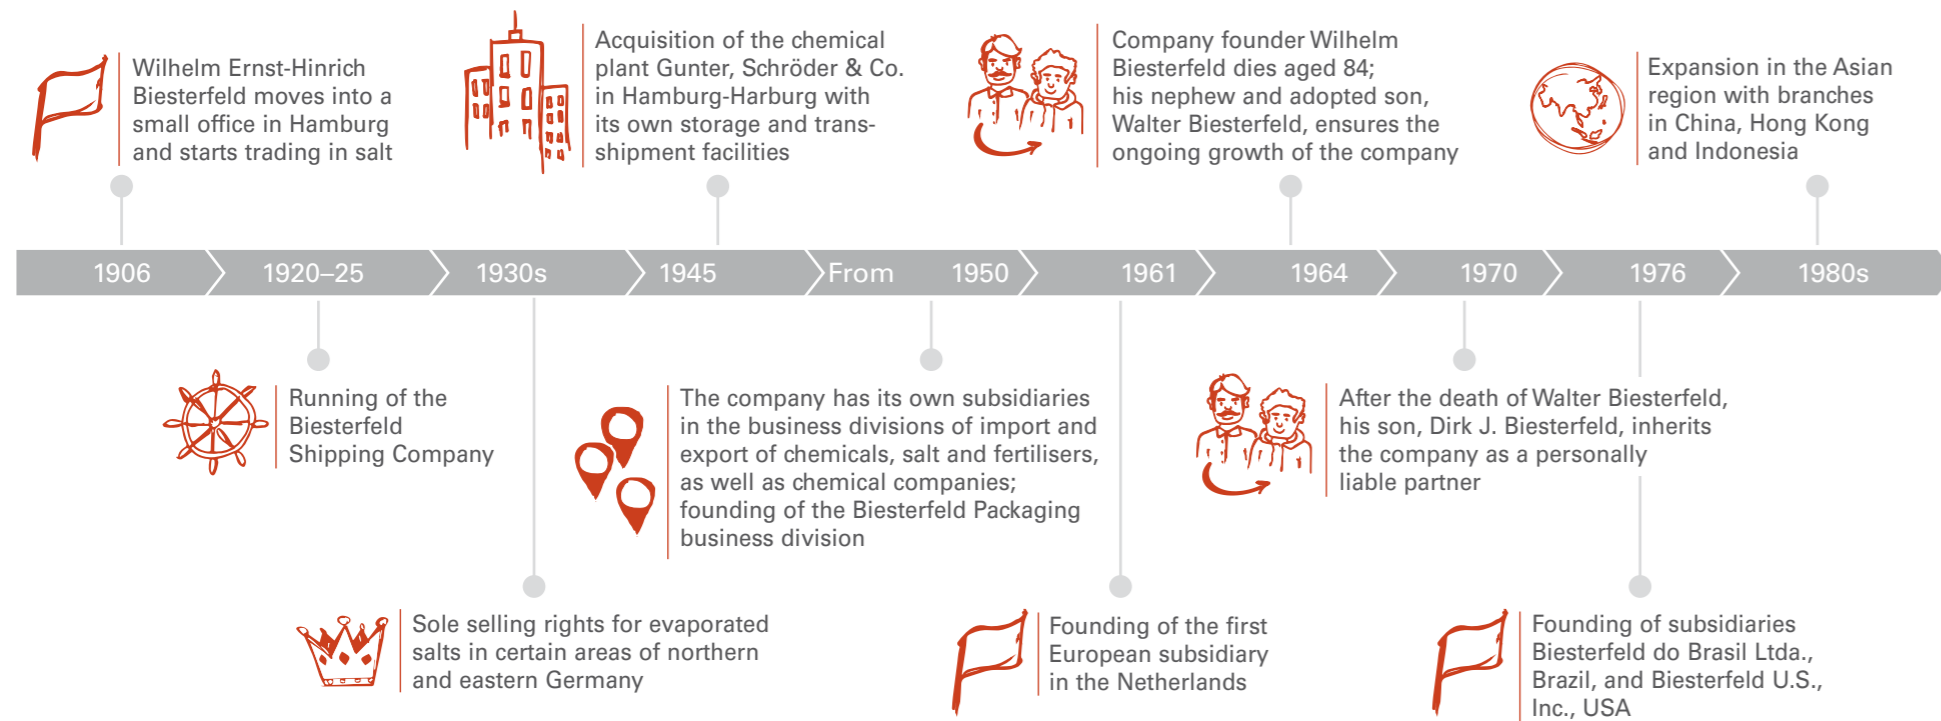 Wilhelm Ernst-Hinrich
Biesterfeld moves into a
small office in Hamburg
and starts trading in salt
Acquisition of the chemical
plant Gunter, Schröder & Co.
in Hamburg-Harburg with
its own storage and trans-
shipment facilities
Company founder Wilhelm
Biesterfeld dies aged 84;
his nephew and adopted son,
Walter Biesterfeld, ensures the
ongoing growth of the company
Expansion in the Asian
region with branches
in China, Hong Kong
and Indonesia
1906
1920–25
1930s
1945
From 1950
1961
1964
1970
1976
1980s
Running of the
Biesterfeld
Shipping Company
The company has its own subsidiaries
in the business divisions of import and
export of chemicals, salt and fertilisers,
as well as chemical companies;
founding of the Biesterfeld Packaging
business division
After the death of Walter Biesterfeld,
his son, Dirk J. Biesterfeld, inherits
the company as a personally
liable partner
Sole selling rights for evaporated
salts in certain areas of northern
and eastern Germany
Founding of the first
European subsidiary
in the Netherlands
Founding of subsidiaries
Biesterfeld do Brasil Ltda.,
Brazil, and Biesterfeld U.S.,
Inc., USA